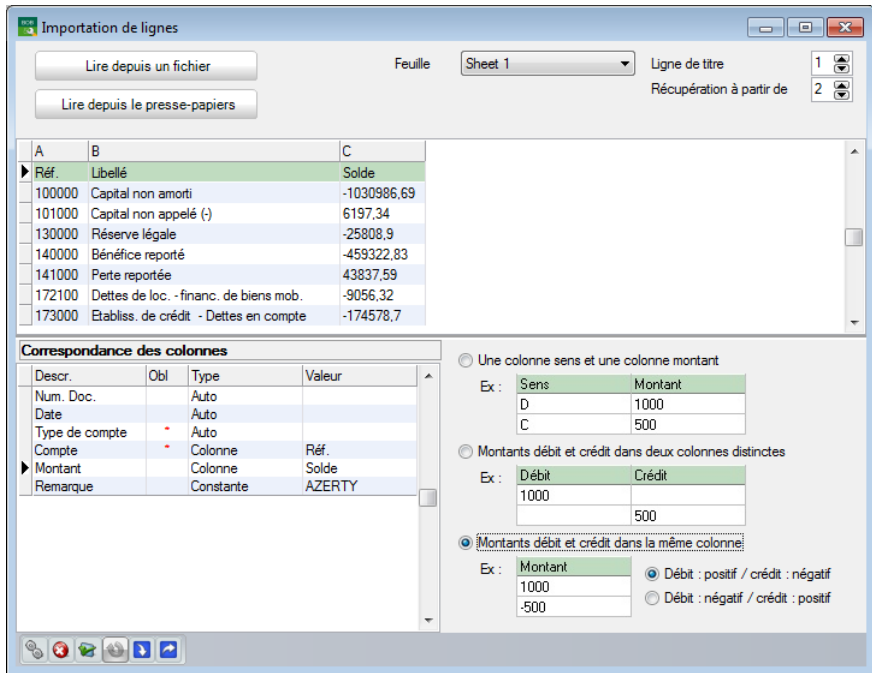 BOB
Importation de lignes
Lire depuis un fichier Feuille Sheet 1 Ligne de titre 1
Lire depuis le presse-papiers Récupération à partir de 2
A B C
Réf. Libellé Solde
100000 Capital non amorti -1030986,69
101000 Capital non appelé (-) 6197,34
130000 Réserve légale -25808,9
140000 Bénéfice reporté -459322,83
141000 Perte reportée 43837,59
172100 Dettes de loc. -financ. de biens mob. -9056,32
173000 Etabliss. de crédit - Dettes en compte -174578,7
Correspondance des colonnes
Descr. Obl Type Valeur
Num. Doc. Auto
Date Auto
Type de compte * Auto
Compte * Colonne Réf.
Montant Colonne Solde
Remarque Constante AZERTY
Une colonne sens et une colonne montant
Ex : Sens Montant
D 1000
C 500
Montants débit et crédit dans deux colonnes distinctes
Ex : Débit Crédit
1000
500
Montants débit et crédit dans la même colonne
Ex : Montant
1000
-500
Débit : positif / crédit : négatif
Débit : négatif / crédit : positif